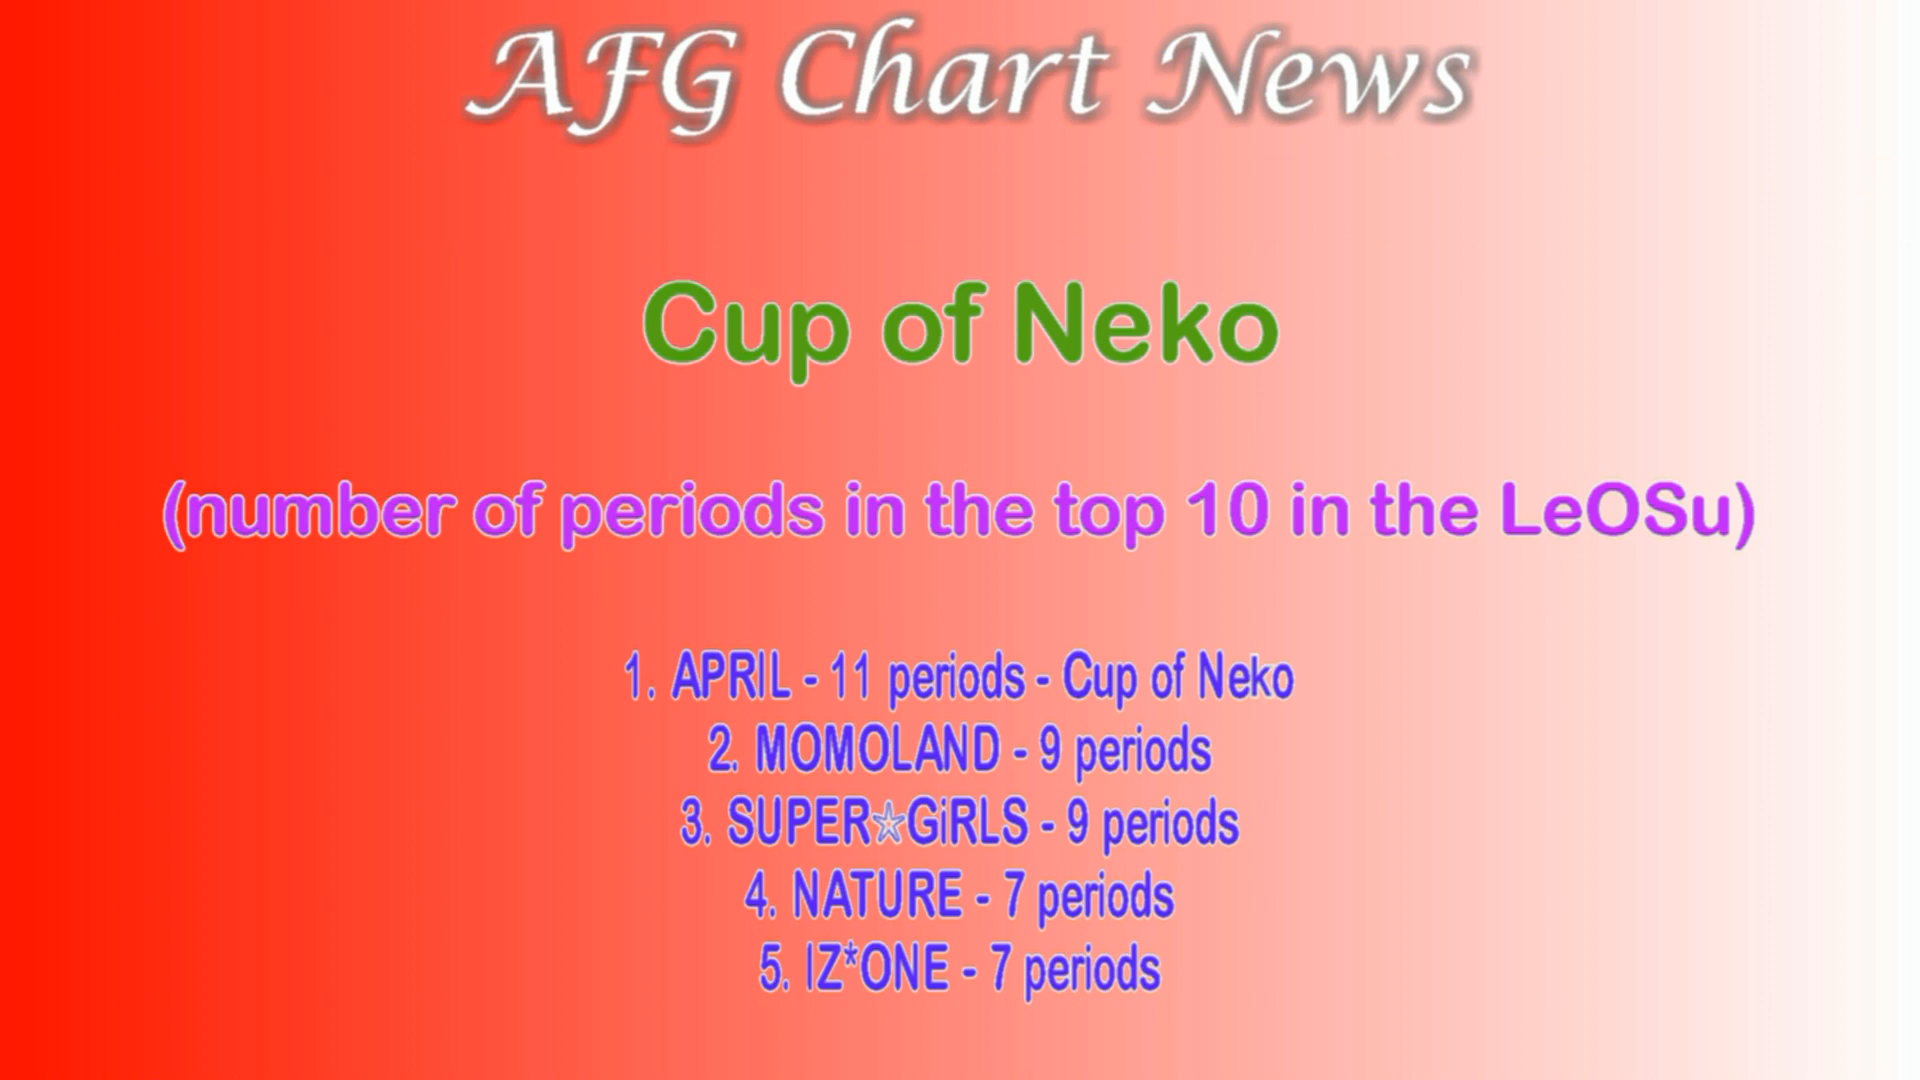 AFG Chart News
Cup of Neko
(number of periods in the top 10 in the LeOSu)
1. APRIL - 11 periods - Cup of Neko
2. MOMOLAND - 9 periods
3. SUPER☆GiRLS - 9 periods
4. NATURE - 7 periods
5. IZ*ONE - 7 periods